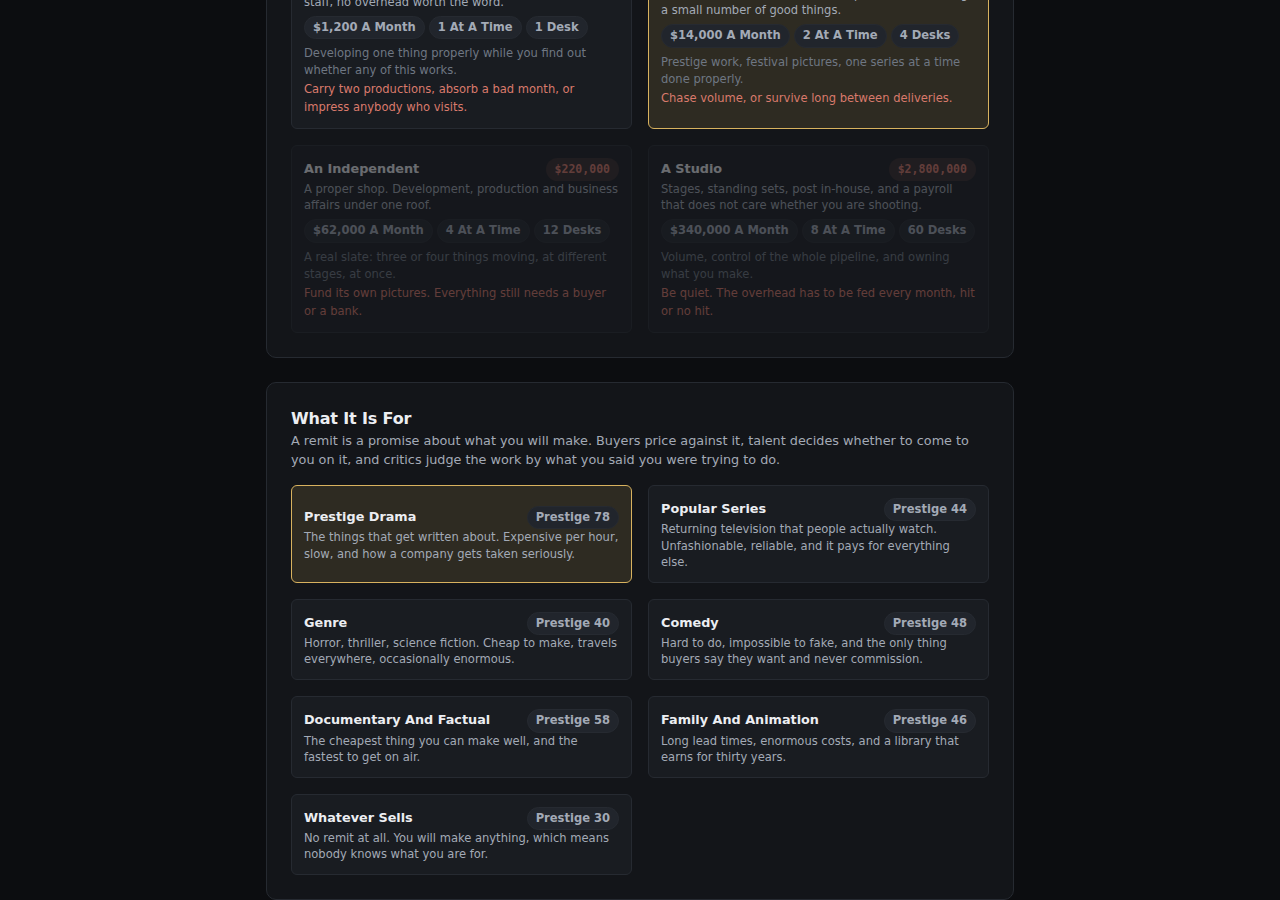 staff, no overhead worth the word.
$1,200 A Month 1 At A Time 1 Desk
Developing one thing properly while you find out
whether any of this works.
Carry two productions, absorb a bad month, or
impress anybody who visits.
a small number of good things.
$14,000 A Month 2 At A Time 4 Desks
Prestige work, festival pictures, one series at a time
done properly.
Chase volume, or survive long between deliveries.
An Independent $220,000
A proper shop. Development, production and business
affairs under one roof.
$62,000 A Month 4 At A Time 12 Desks
A real slate: three or four things moving, at different
stages, at once.
Fund its own pictures. Everything still needs a buyer
or a bank.
A Studio $2,800,000
Stages, standing sets, post in-house, and a payroll
that does not care whether you are shooting.
$340,000 A Month 8 At A Time 60 Desks
Volume, control of the whole pipeline, and owning
what you make.
Be quiet. The overhead has to be fed every month, hit
or no hit.
What It Is For
A remit is a promise about what you will make. Buyers price against it, talent decides whether to come to
you on it, and critics judge the work by what you said you were trying to do.
Prestige Drama Prestige 78
The things that get written about. Expensive per hour,
slow, and how a company gets taken seriously.
Popular Series Prestige 44
Returning television that people actually watch.
Unfashionable, reliable, and it pays for everything
else.
Genre Prestige 40
Horror, thriller, science fiction. Cheap to make, travels
everywhere, occasionally enormous.
Comedy Prestige 48
Hard to do, impossible to fake, and the only thing
buyers say they want and never commission.
Documentary And Factual Prestige 58
The cheapest thing you can make well, and the
fastest to get on air.
Family And Animation Prestige 46
Long lead times, enormous costs, and a library that
earns for thirty years.
Whatever Sells Prestige 30
No remit at all. You will make anything, which means
nobody knows what you are for.